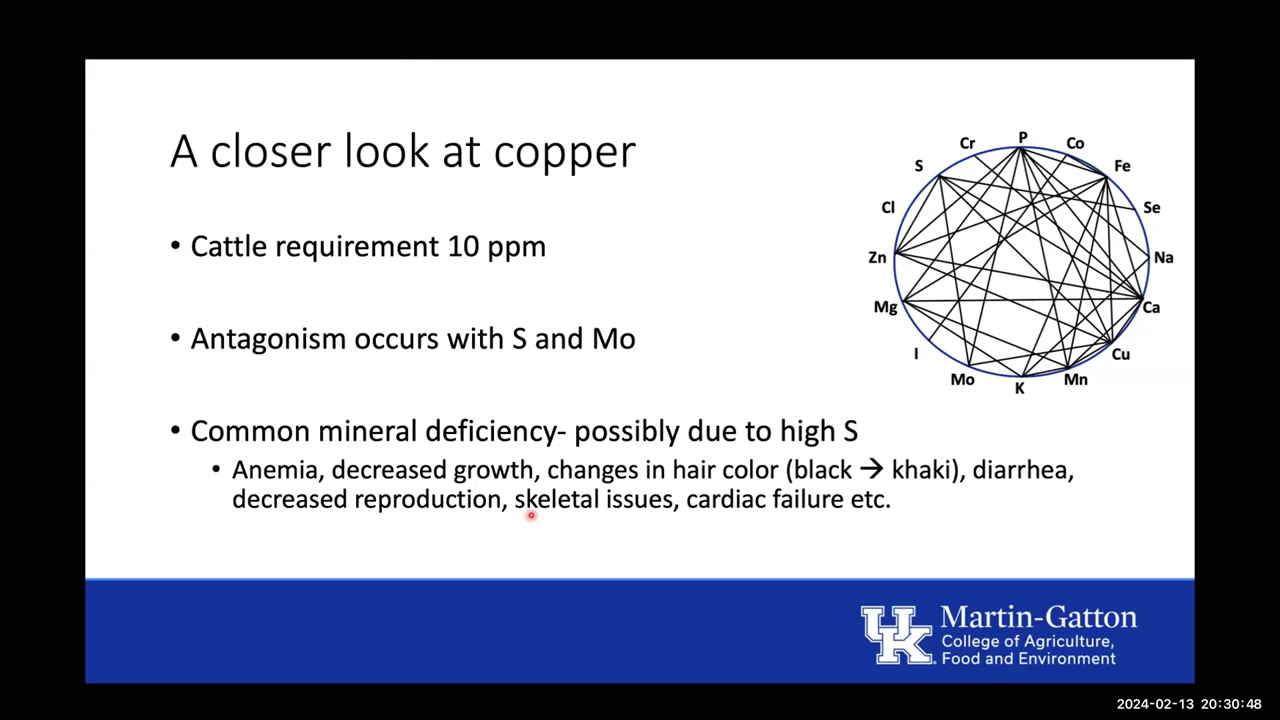 A closer look at copper
• Cattle requirement 10 ppm
• Antagonism occurs with S and Mo
• Common mineral deficiency- possibly due to high S
• Anemia, decreased growth, changes in hair color (black → khaki), diarrhea,
decreased reproduction, skeletal issues, cardiac failure etc.
P
Cr
Co
S
Fe
Cl
Se
Zn
Na
Mg
Ca
I
Cu
Mo
Mn
K
UK
Martin-Gatton
College of Agriculture,
Food and Environment
2024-02-13 20:30:48